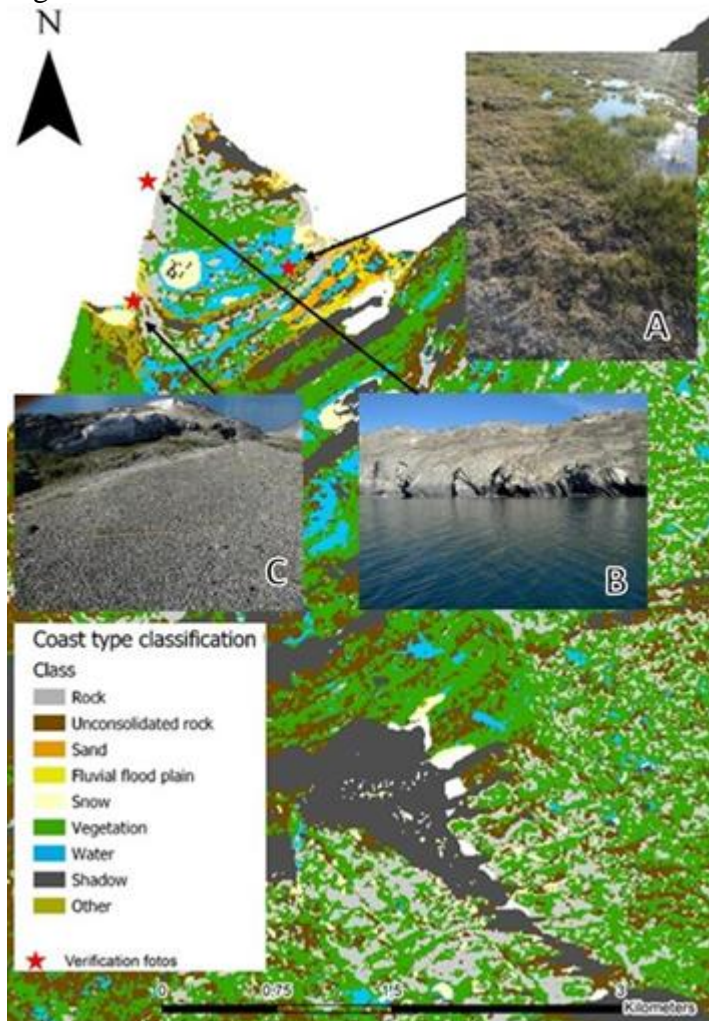 N
A
C
B
Coast type classification
Class
Rock
Unconsolidated rock
Sand
Fluvial flood plain
Snow
Vegetation
Water
Shadow
Other
Verification fotos
0 0.75 1.5 3
Kilometers